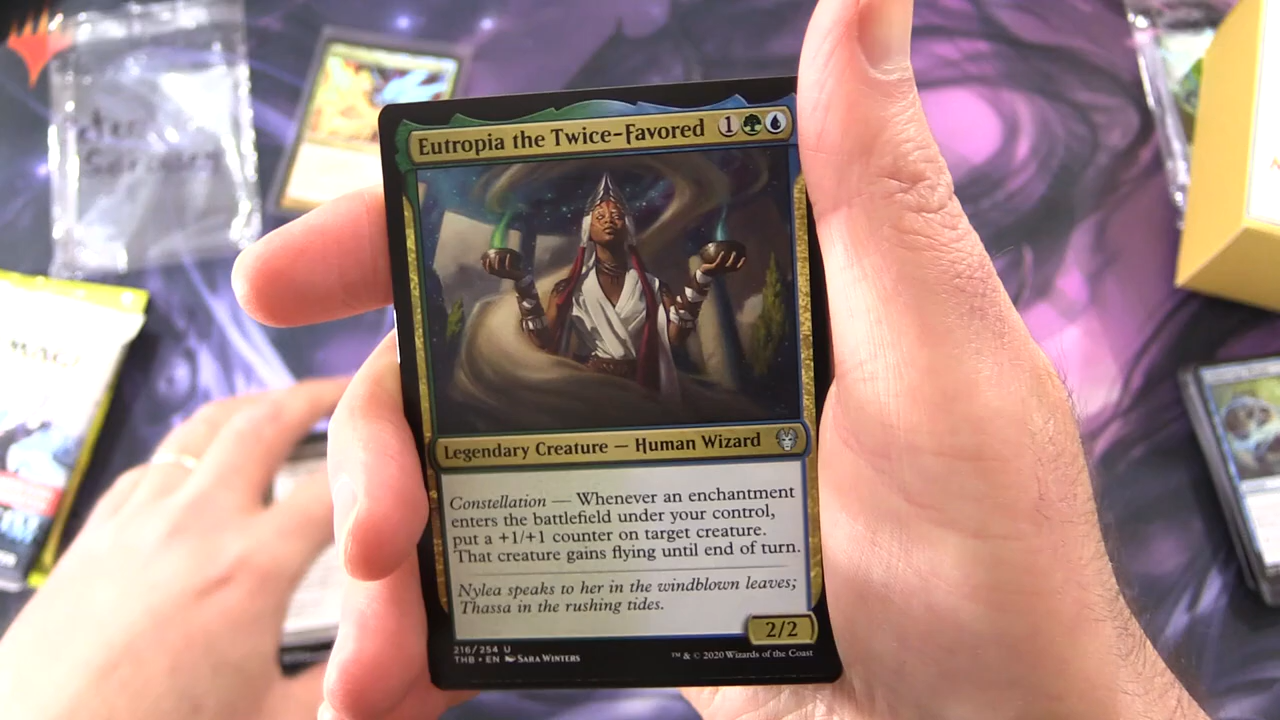 Eutropia the Twice-Favored 1
Legendary Creature — Human Wizard
Constellation — Whenever an enchantment
enters the battlefield under your control,
put a +1/+1 counter on target creature.
That creature gains flying until end of turn.
Nylea speaks to her in the windblown leaves;
Thassa in the rushing tides.
2/2
216/254 U
THB • EN Sara Winters
™ & © 2020 Wizards of the Coast